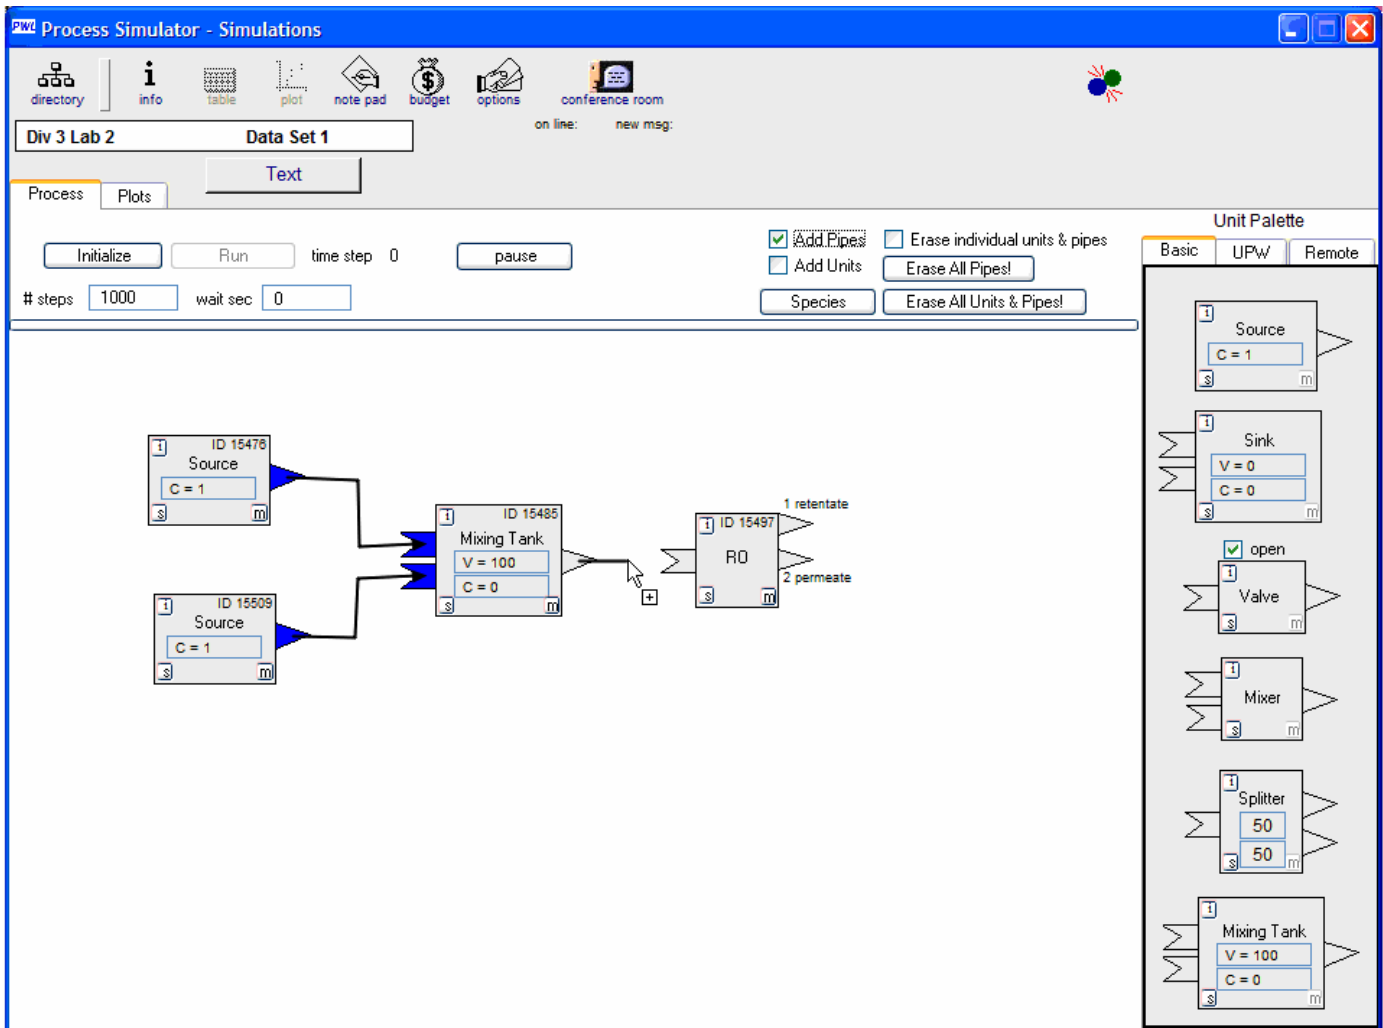 PWL Process Simulator - Simulations
directory info table plot note pad budget options conference room
on line: new msg:
Div 3 Lab 2 Data Set 1
Text
Process Plots
Unit Palette
Basic UPW Remote
Initialize Run time step 0 pause
Add Pipes Erase individual units & pipes
Add Units Erase All Pipes!
# steps 1000 wait sec 0
Species Erase All Units & Pipes!
i ID 15476
Source
C = 1
s m
i ID 15485
Mixing Tank
V = 100
C = 0
s m
1 retentate
i ID 15497
RO
2 permeate
s m
i ID 15509
Source
C = 1
s m
i
Source
C = 1
s m
i
Sink
V = 0
C = 0
s m
open
i
Valve
s m
i
Mixer
s m
i
Splitter
50
50
s m
i
Mixing Tank
V = 100
C = 0
s m